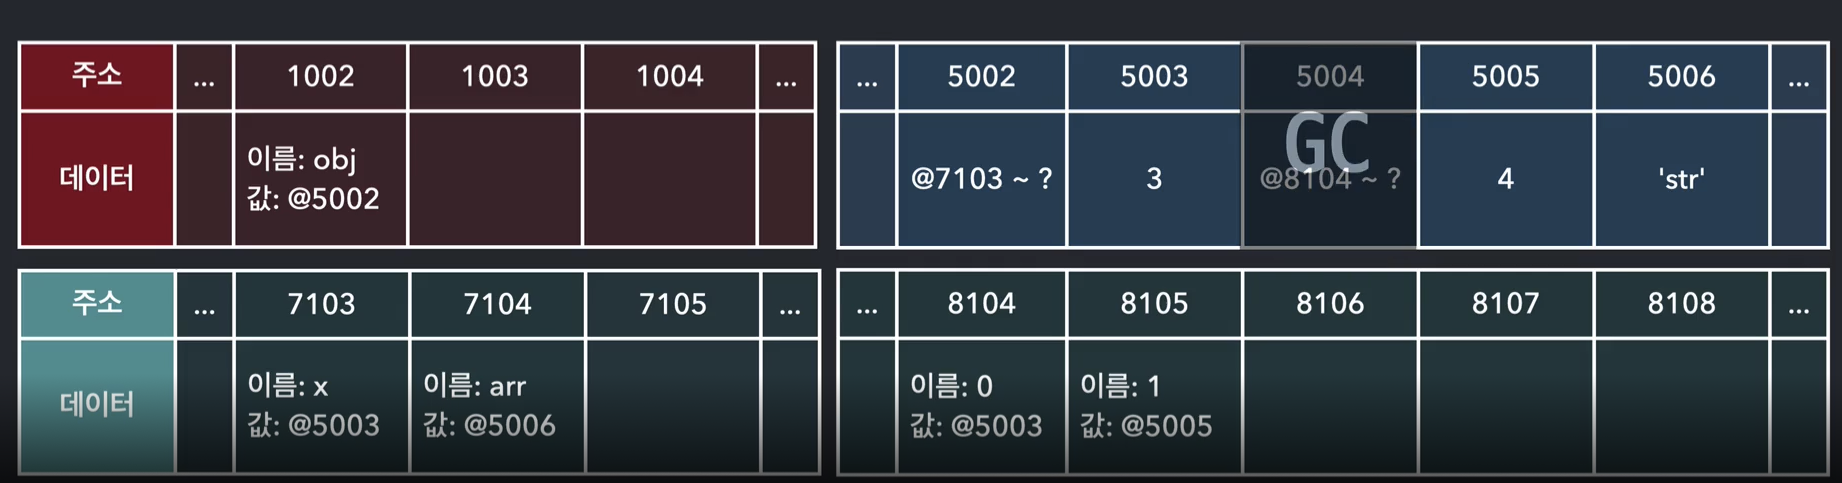 주소 ... 1002 1003 1004 ...
데이터
이름: obj
값: @5002
... 5002 5003 5004 5005 5006 ...
GC
@7103 ~ ? 3 @8104 ~ ? 4 'str'
주소 ... 7103 7104 7105 ...
데이터
이름: x
값: @5003
이름: arr
값: @5006
... 8104 8105 8106 8107 8108 ...
이름: 0
값: @5003
이름: 1
값: @5005